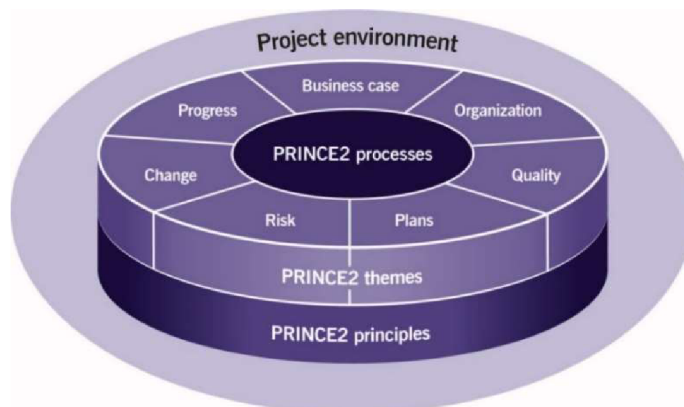 Project environment
Business case
Progress
Organization
PRINCE2 processes
Change
Quality
Risk
Plans
PRINCE2 themes
PRINCE2 principles